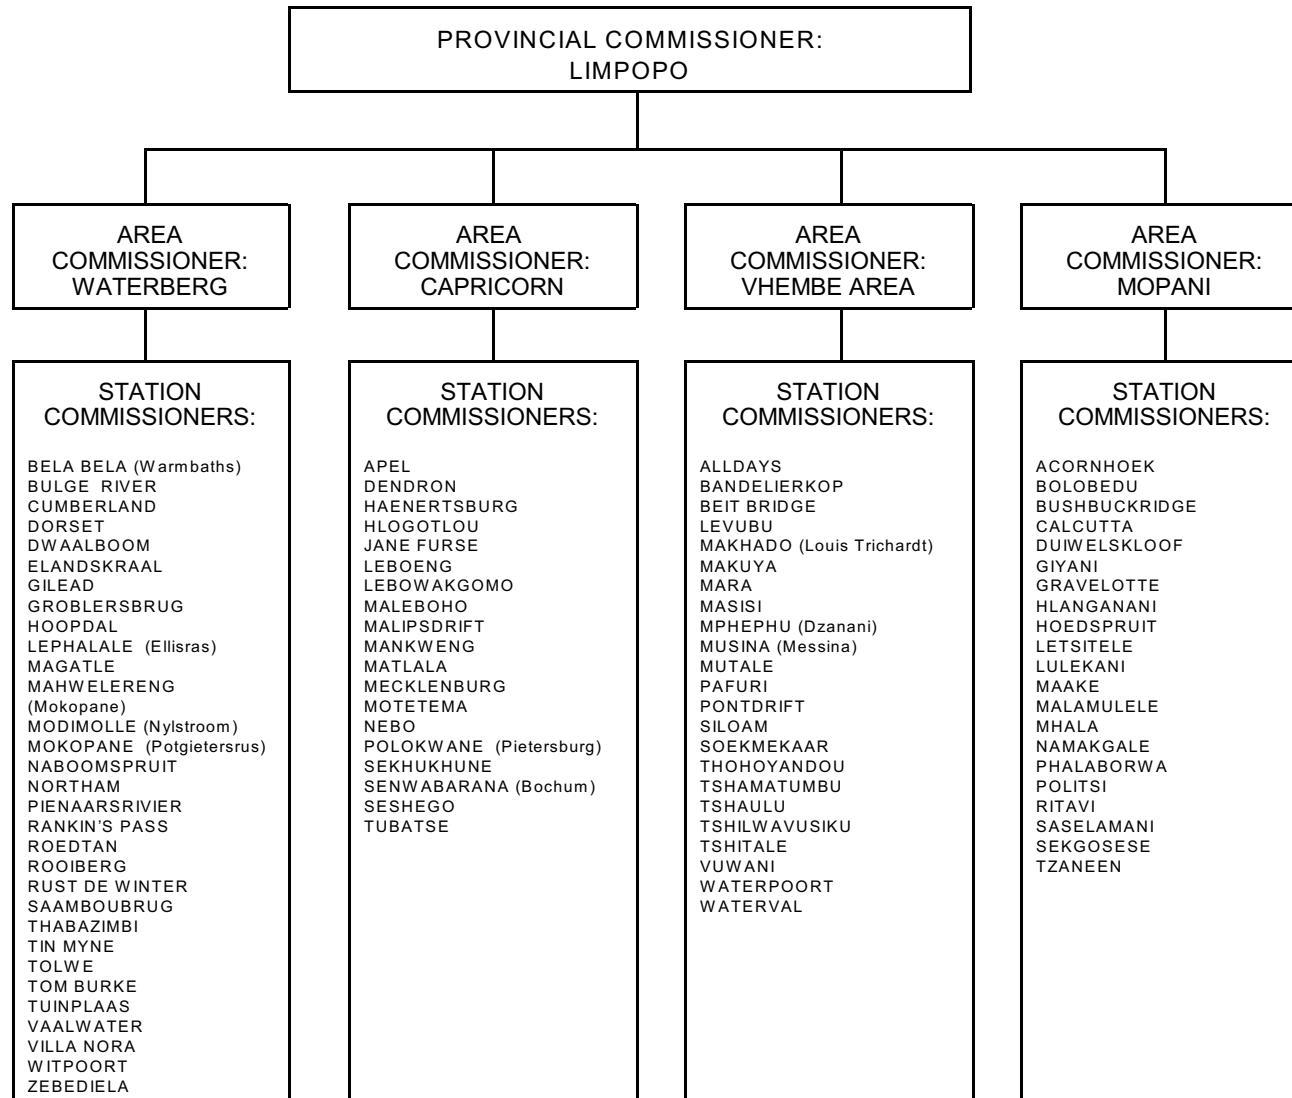 PROVINCIAL COMMISSIONER:
LIMPOPO
AREA
COMMISSIONER:
WATERBERG
AREA
COMMISSIONER:
CAPRICORN
AREA
COMMISSIONER:
VHEMBE AREA
AREA
COMMISSIONER:
MOPANI
STATION
COMMISSIONERS:
BELA BELA (Warmbaths)
BULGE RIVER
CUMBERLAND
DORSET
DWAALBOOM
ELANDSKRAAL
GILEAD
GROBLERSBRUG
HOOPDAL
LEPHALALE (Ellisras)
MAGATLE
MAHWELERENG
(Mokopane)
MODIMOLLE (Nylstroom)
MOKOPANE (Potgietersrus)
NABOOMSPRUIT
NORTHAM
PIENAARSRIVIER
RANKIN'S PASS
ROEDTAN
ROOIBERG
RUST DE WINTER
SAAMBOUBRUG
THABAZIMBI
TIN MYNE
TOLWE
TOM BURKE
TUINPLAAS
VAALWATER
VILLA NORA
WITPOORT
ZEBEDIELA
STATION
COMMISSIONERS:
APEL
DENDRON
HAENERTSBURG
HLOGOTLOU
JANE FURSE
LEBOENG
LEBOWAKGOMO
MALEBOHO
MALIPSDRIFT
MANKWENG
MATLALA
MECKLENBURG
MOTETEMA
NEBO
POLOKWANE (Pietersburg)
SEKHUKHUNE
SENWABARANA (Bochum)
SESHEGO
TUBATSE
STATION
COMMISSIONERS:
ALLDAYS
BANDELIERKOP
BEIT BRIDGE
LEVUBU
MAKHADO (Louis Trichardt)
MAKUYA
MARA
MASISI
MPHEPHU (Dzanani)
MUSINA (Messina)
MUTALE
PAFURI
PONTDRIFT
SILOAM
SOEKMEKAAR
THOHOYANDOU
TSHAMATUMBU
TSHAULU
TSHILWAVUSIKU
TSHITALE
VUWANI
WATERPOORT
WATERVAL
STATION
COMMISSIONERS:
ACORNHOEK
BOLOBEDU
BUSHBUCKRIDGE
CALCUTTA
DUIWELSKLOOF
GIYANI
GRAVELOTTE
HLANGANANI
HOEDSPRUIT
LETSITELE
LULEKANI
MAAKE
MALAMULELE
MHALA
NAMAKGALE
PHALABORWA
POLITSI
RITAVI
SASELAMANI
SEKGOSESE
TZANEEN